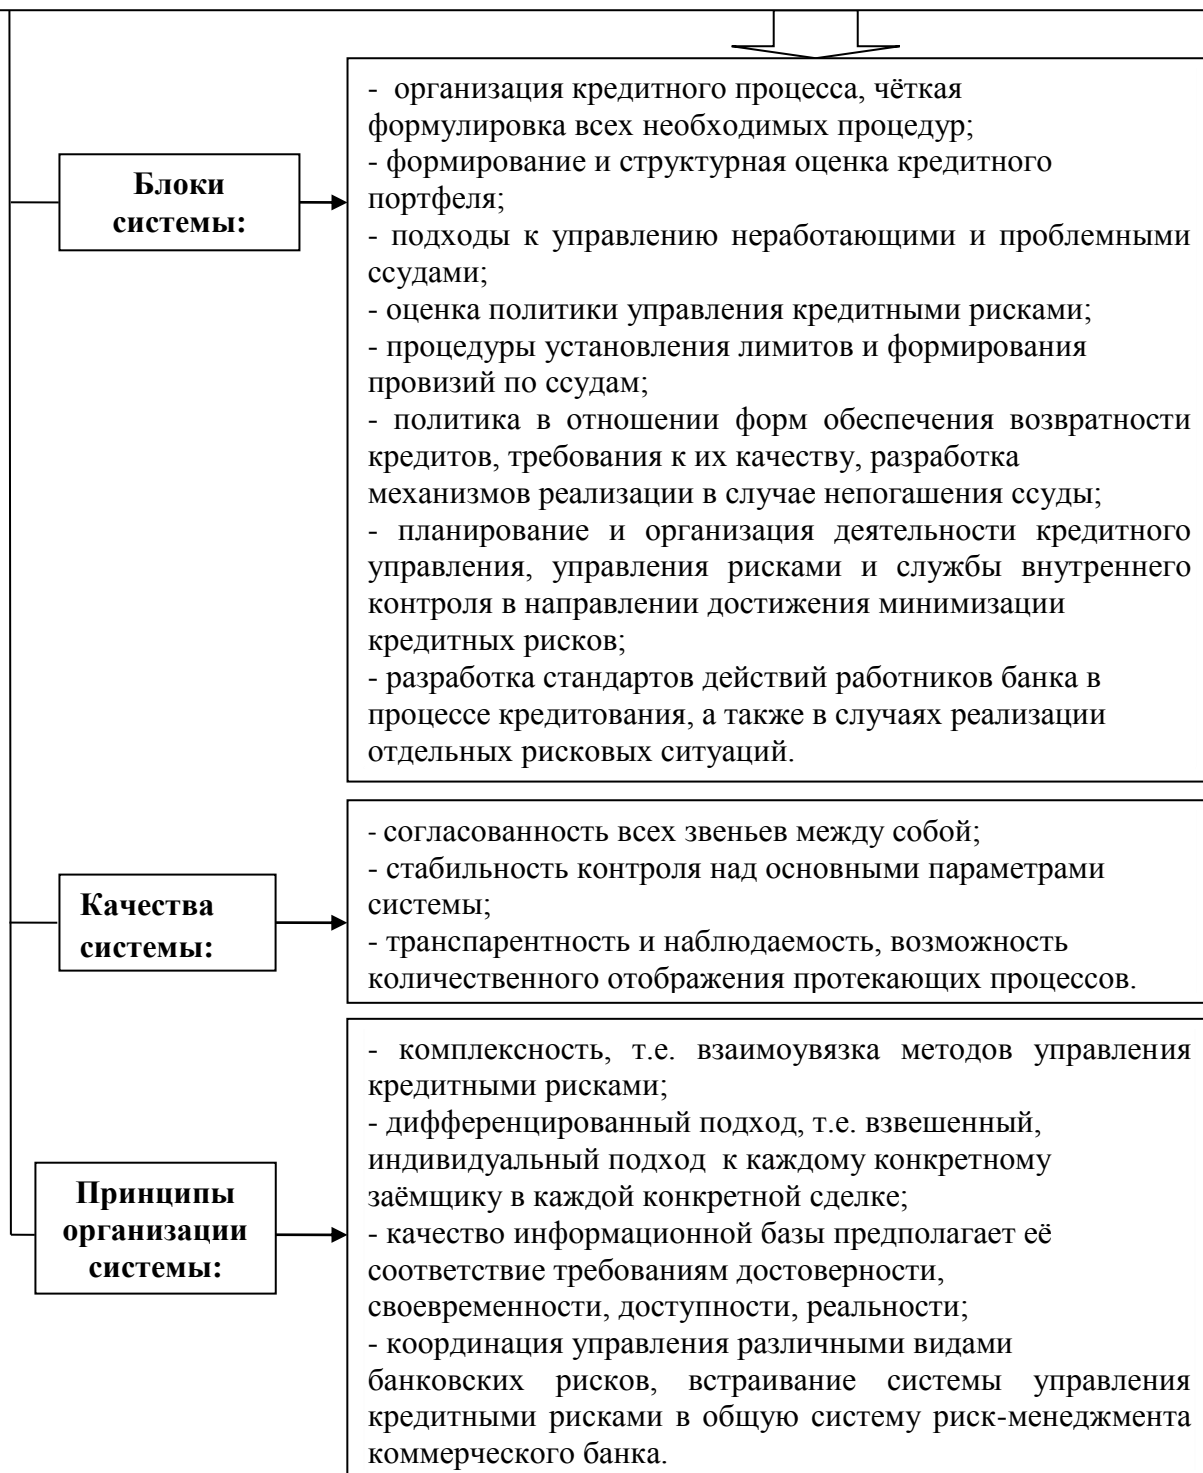 Блоки
системы:
-  организация кредитного процесса, чёткая
формулировка всех необходимых процедур;
- формирование и структурная оценка кредитного
портфеля;
- подходы к управлению неработающими и проблемными
ссудами;
- оценка политики управления кредитными рисками;
- процедуры установления лимитов и формирования
провизий по ссудам;
- политика в отношении форм обеспечения возвратности
кредитов, требования к их качеству, разработка
механизмов реализации в случае непогашения ссуды;
- планирование и организация деятельности кредитного
управления, управления рисками и службы внутреннего
контроля в направлении достижения минимизации
кредитных рисков;
- разработка стандартов действий работников банка в
процессе кредитования, а также в случаях реализации
отдельных рисковых ситуаций.
Качества
системы:
- согласованность всех звеньев между собой;
- стабильность контроля над основными параметрами
системы;
- транспарентность и наблюдаемость, возможность
количественного отображения протекающих процессов.
Принципы
организации
системы:
- комплексность, т.е. взаимоувязка методов управления
кредитными рисками;
- дифференцированный подход, т.е. взвешенный,
индивидуальный подход  к каждому конкретному
заёмщику в каждой конкретной сделке;
- качество информационной базы предполагает её
соответствие требованиям достоверности,
своевременности, доступности, реальности;
- координация управления различными видами
банковских рисков, встраивание системы управления
кредитными рисками в общую систему риск-менеджмента
коммерческого банка.